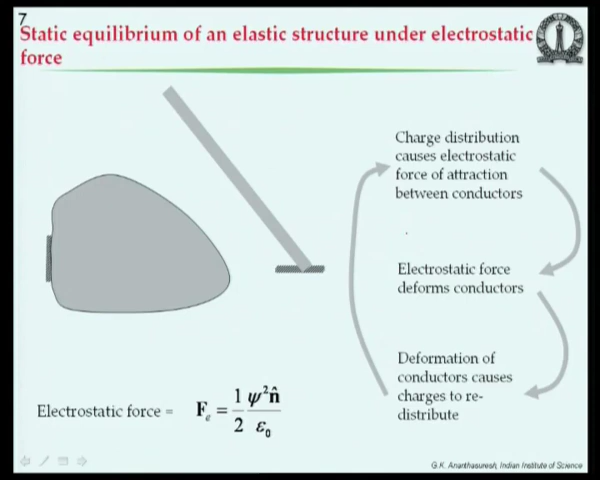 7
Static equilibrium of an elastic structure under electrostatic
force
Charge distribution
causes electrostatic
force of attraction
between conductors
Electrostatic force
deforms conductors
Deformation of
conductors causes
charges to re-
distribute
Electrostatic force = F_e = 1/2 ψ² n̂ / ε₀
G.K. Ananthasuresh, Indian Institute of Science